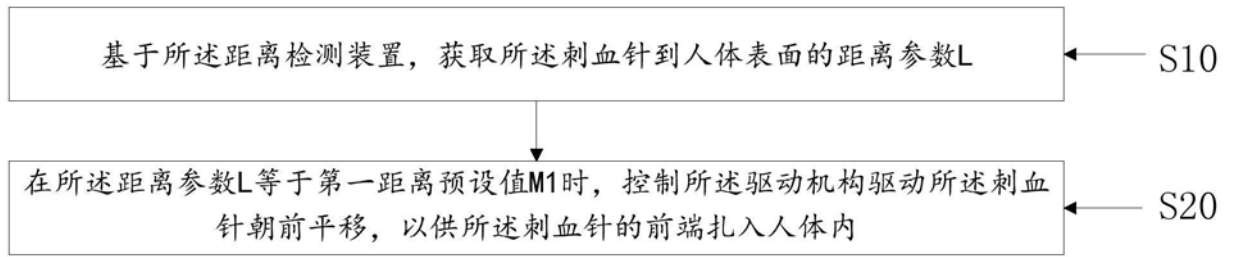 基于所述距离检测装置，获取所述刺血针到人体表面的距离参数L
S10
在所述距离参数L等于第一距离预设值M1时，控制所述驱动机构驱动所述刺血
针朝前平移，以供所述刺血针的前端扎入人体内
S20